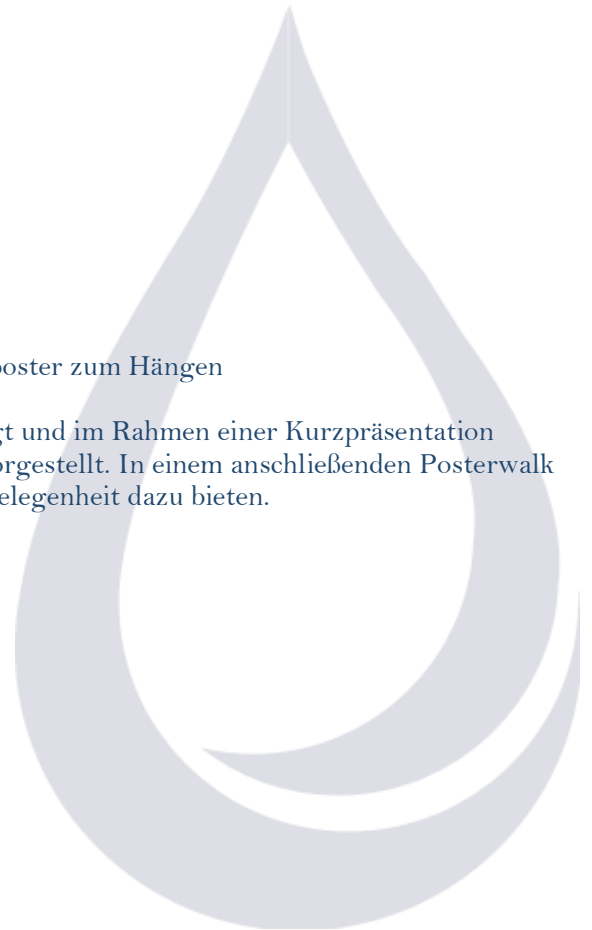 poster zum Hängen
gt und im Rahmen einer Kurzpräsentation
orgestellt. In einem anschließenden Posterwalk
elegenheit dazu bieten.